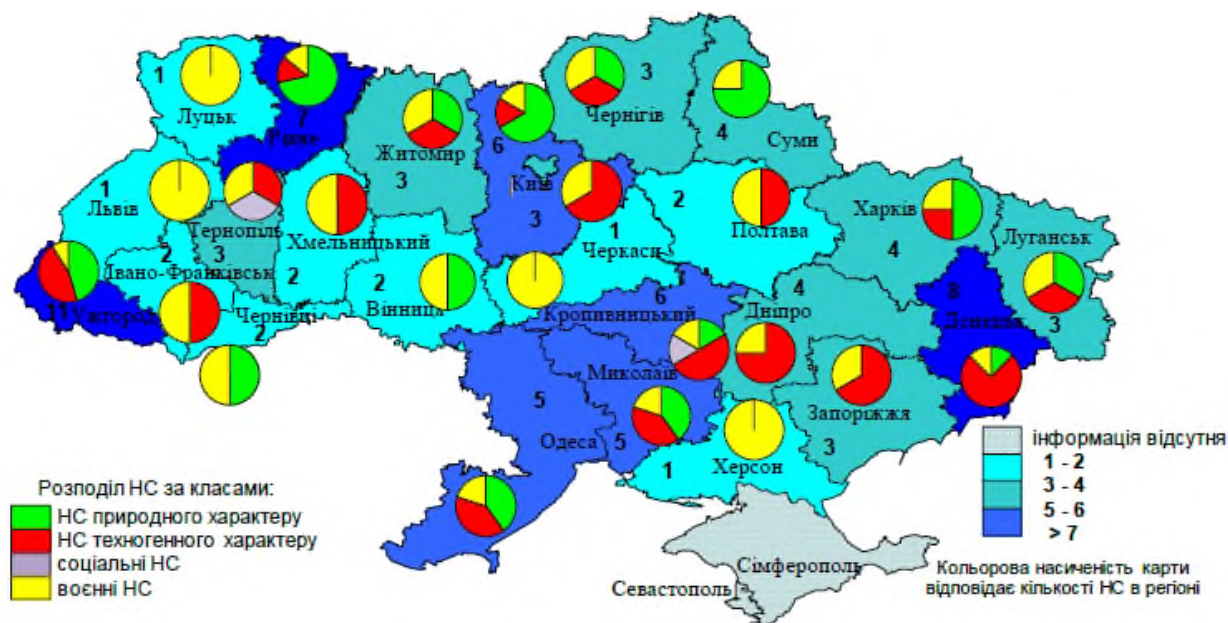 1
Луцьк
7
Рівне
3
Житомир
6
Київ
3
3
Чернігів
4
Суми
1
Львів
Тернопіль
3
Хмельницький
2
2
Івано-Франківськ
11
Ужгород
Чернівці
2
2
Вінниця
1
Черкаси
2
Полтава
Харків
4
Луганськ
3
6
Кропивницький
4
Дніпро
8
Донецьк
Миколаїв
5
5
Одеса
Запоріжжя
3
1
Херсон
Сімферополь
Севастополь
Розподіл НС за класами:
НС природного характеру
НС техногенного характеру
соціальні НС
воєнні НС
інформація відсутня
1 - 2
3 - 4
5 - 6
> 7
Кольорова насиченість карти
відповідає кількості НС в регіоні